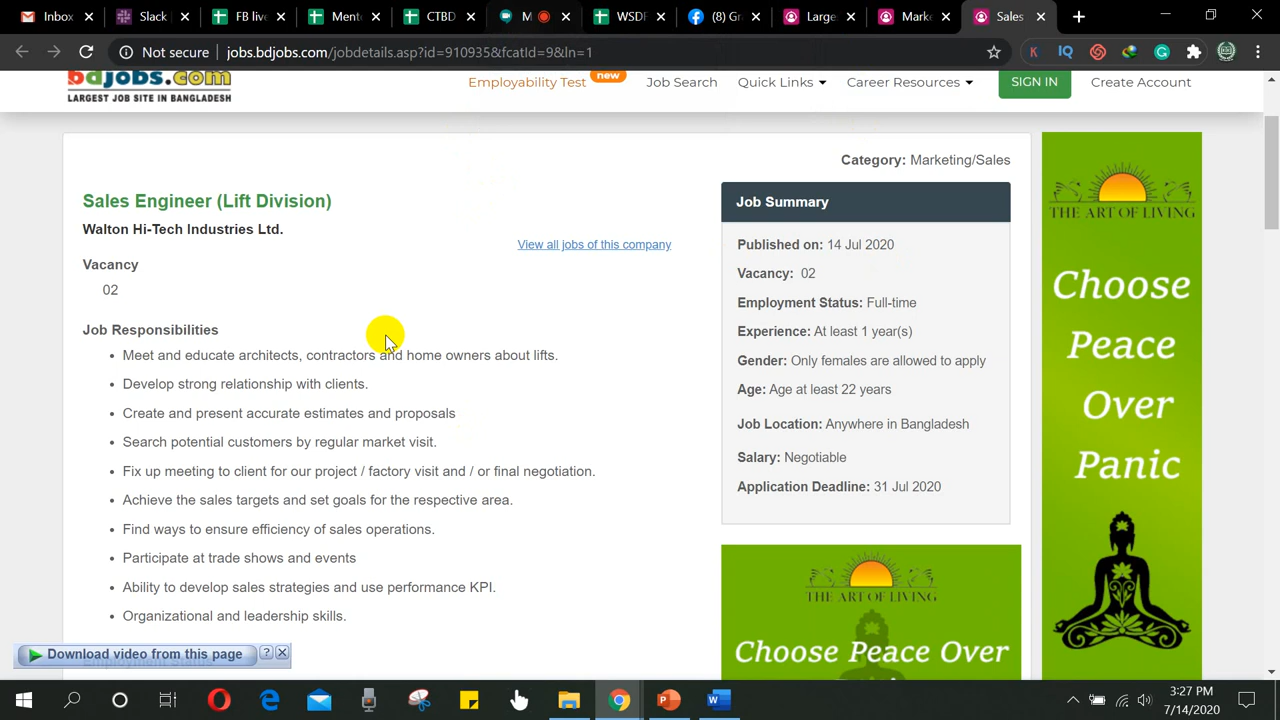 Inbox
Slack
FB live
Mente
CTBD
M
WSDF
(8) Gr
Large
Marke
Sales
Not secure
jobs.bdjobs.com/jobdetails.asp?id=910935&fcatId=9&ln=1
bdjobs.com
LARGEST JOB SITE IN BANGLADESH
Employability Test new
Job Search
Quick Links
Career Resources
SIGN IN
Create Account
Category: Marketing/Sales
Sales Engineer (Lift Division)
Walton Hi-Tech Industries Ltd.
View all jobs of this company
Vacancy
02
Job Responsibilities
• Meet and educate architects, contractors and home owners about lifts.
• Develop strong relationship with clients.
• Create and present accurate estimates and proposals
• Search potential customers by regular market visit.
• Fix up meeting to client for our project / factory visit and / or final negotiation.
• Achieve the sales targets and set goals for the respective area.
• Find ways to ensure efficiency of sales operations.
• Participate at trade shows and events
• Ability to develop sales strategies and use performance KPI.
• Organizational and leadership skills.
Job Summary
Published on: 14 Jul 2020
Vacancy: 02
Employment Status: Full-time
Experience: At least 1 year(s)
Gender: Only females are allowed to apply
Age: Age at least 22 years
Job Location: Anywhere in Bangladesh
Salary: Negotiable
Application Deadline: 31 Jul 2020
THE ART OF LIVING
Choose
Peace
Over
Panic
THE ART OF LIVING
Choose Peace Over
Download video from this page
? X
3:27 PM
7/14/2020